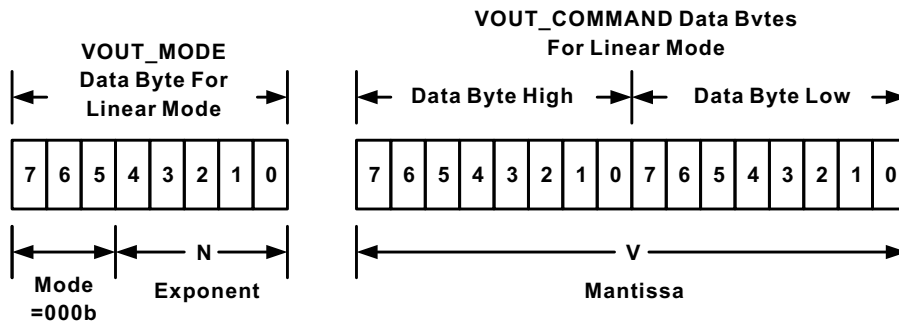 VOUT_COMMAND Data Bytes
For Linear Mode
VOUT_MODE
Data Byte For
Linear Mode
Data Byte High
Data Byte Low
7 6 5 4 3 2 1 0
7 6 5 4 3 2 1 0 7 6 5 4 3 2 1 0
N
V
Mode
=000b
Exponent
Mantissa